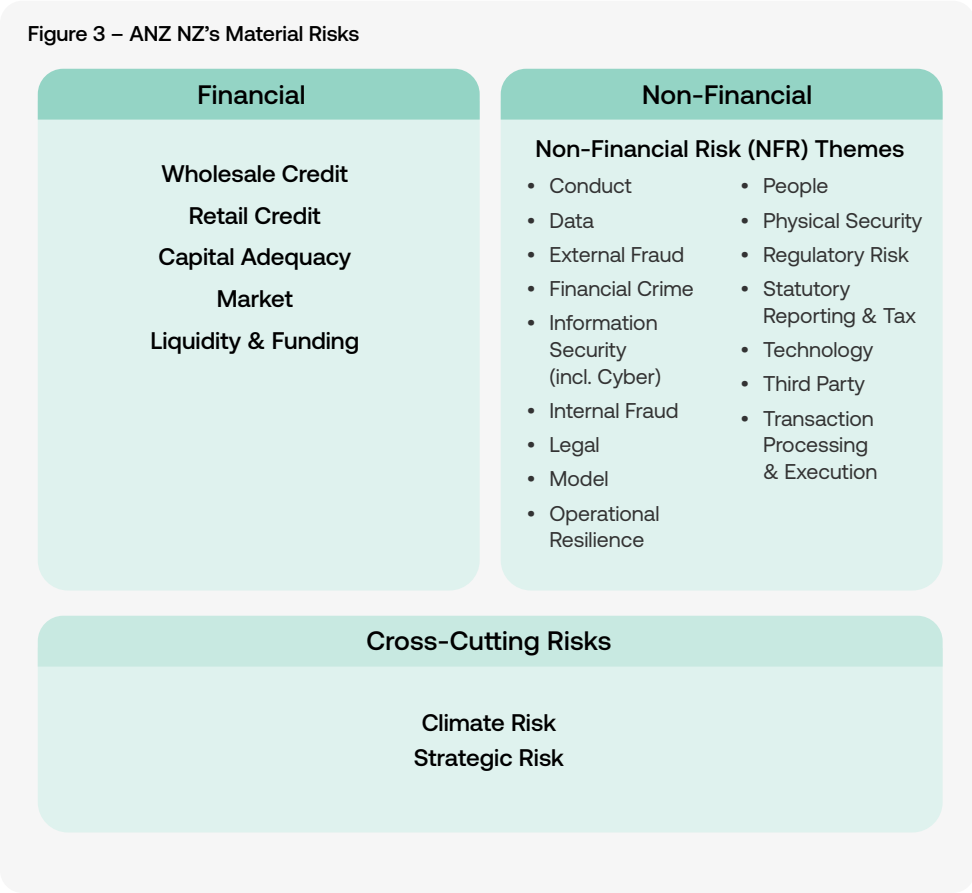 Figure 3 – ANZ NZ's Material Risks
Financial
Wholesale Credit
Retail Credit
Capital Adequacy
Market
Liquidity & Funding
Non-Financial
Non-Financial Risk (NFR) Themes
• Conduct
• Data
• External Fraud
• Financial Crime
• Information
Security
(incl. Cyber)
• Internal Fraud
• Legal
• Model
• Operational
Resilience
• People
• Physical Security
• Regulatory Risk
• Statutory
Reporting & Tax
• Technology
• Third Party
• Transaction
Processing
& Execution
Cross-Cutting Risks
Climate Risk
Strategic Risk